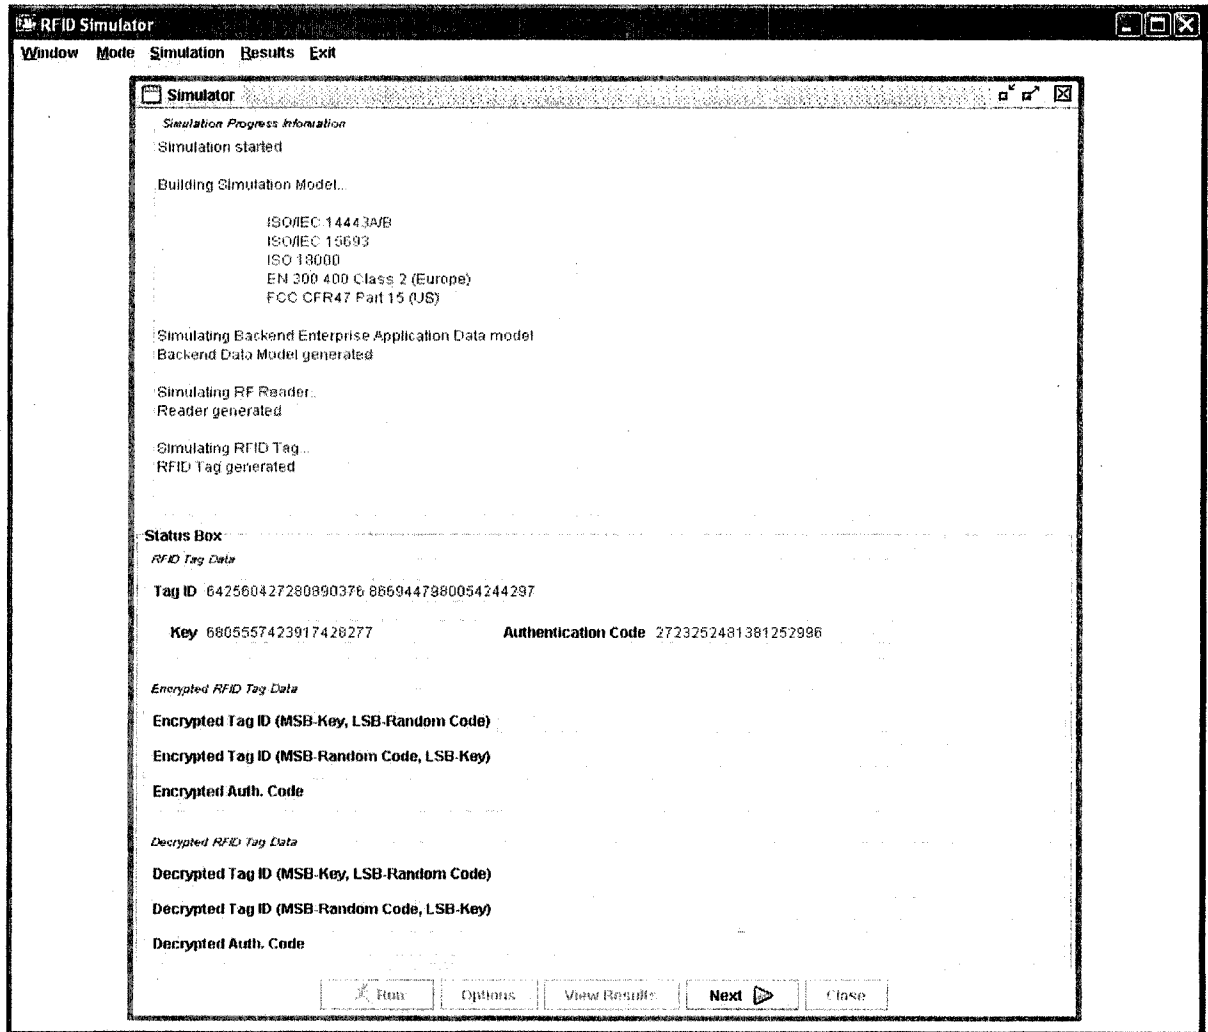 RFID Simulator
Window Mode Simulation Results Exit
Simulator
Simulation Progress Information
Simulation started
Building Simulation Model...
ISO/IEC 14443A/B
ISO/IEC 15693
ISO 18000
EN 300 400 Class 2 (Europe)
FCC CFR47 Part 15 (US)
Simulating Backend Enterprise Application Data model
Backend Data Model generated
Simulating RF Reader...
Reader generated
Simulating RFID Tag...
RFID Tag generated
Status Box
RFID Tag Data
Tag ID 642560427280890376 8869447980054244297
Key 6805557423917428277 Authentication Code 2723252481381252996
Encrypted RFID Tag Data
Encrypted Tag ID (MSB-Key, LSB-Random Code)
Encrypted Tag ID (MSB-Random Code, LSB-Key)
Encrypted Auth. Code
Decrypted RFID Tag Data
Decrypted Tag ID (MSB-Key, LSB-Random Code)
Decrypted Tag ID (MSB-Random Code, LSB-Key)
Decrypted Auth. Code
Run Options View Results Next Close